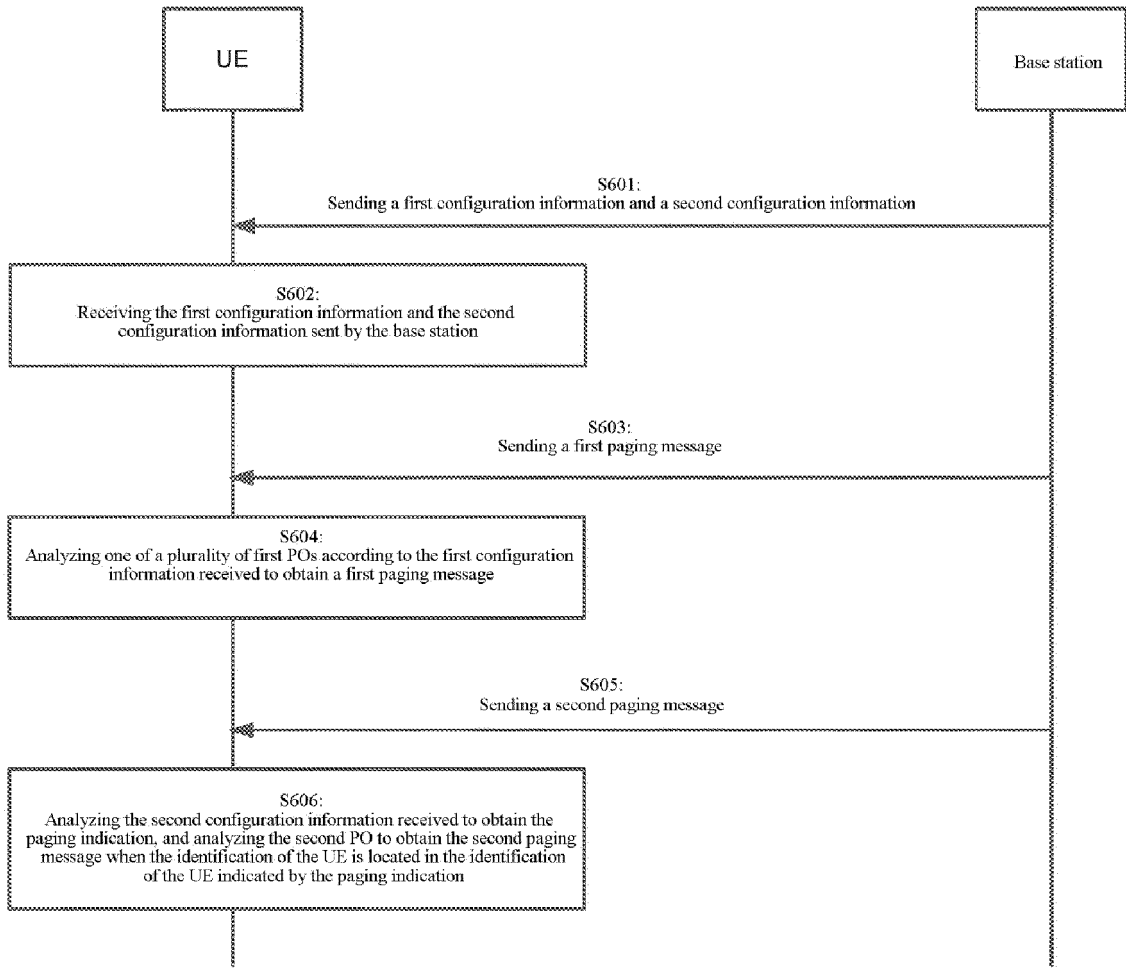 UE
Base station
S601:
Sending a first configuration information and a second configuration information
S602:
Receiving the first configuration information and the second
configuration information sent by the base station
S603:
Sending a first paging message
S604:
Analyzing one of a plurality of first POs according to the first configuration
information received to obtain a first paging message
S605:
Sending a second paging message
S606:
Analyzing the second configuration information received to obtain the
paging indication, and analyzing the second PO to obtain the second paging
message when the identification of the UE is located in the identification
of the UE indicated by the paging indication